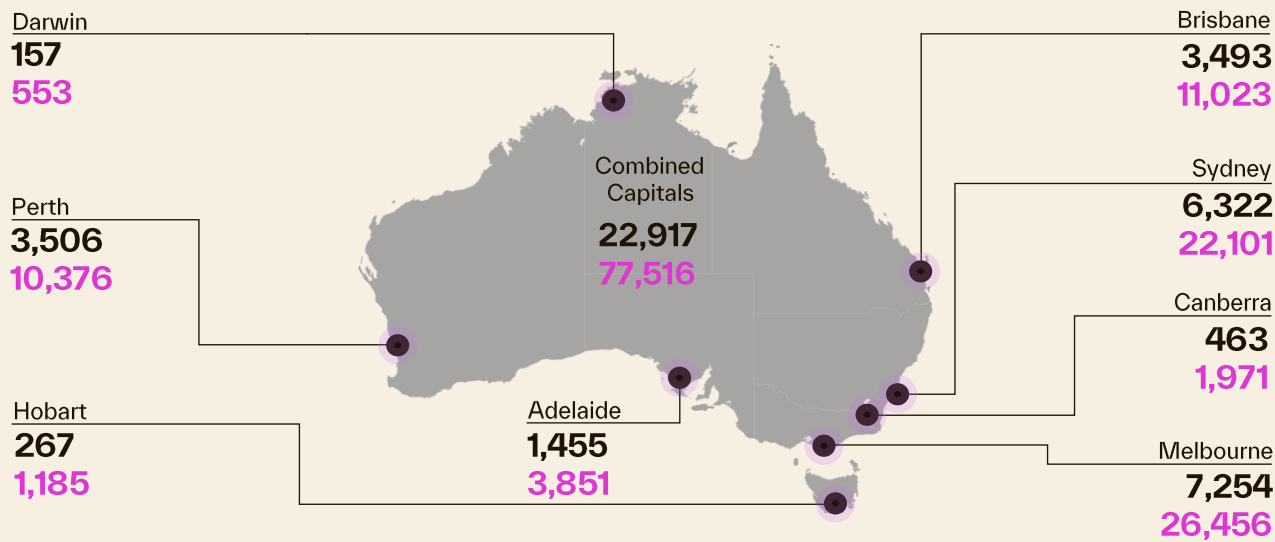 Darwin
157
553
Perth
3,506
10,376
Hobart
267
1,185
Combined
Capitals
22,917
77,516
Adelaide
1,455
3,851
Brisbane
3,493
11,023
Sydney
6,322
22,101
Canberra
463
1,971
Melbourne
7,254
26,456